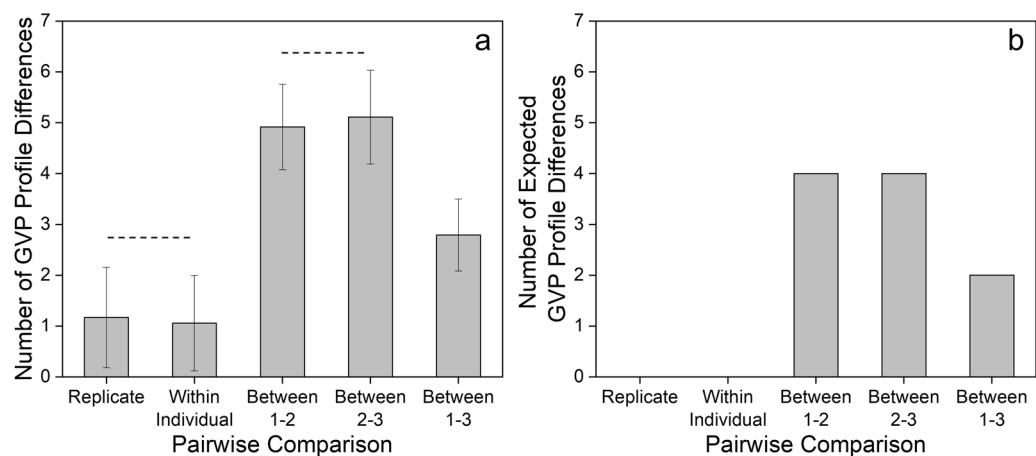 a
Number of GVP Profile Differences
7
6
5
4
3
2
1
0
Replicate
Within
Individual
Between
1-2
Between
2-3
Between
1-3
Pairwise Comparison
b
Number of Expected
GVP Profile Differences
7
6
5
4
3
2
1
0
Replicate
Within
Individual
Between
1-2
Between
2-3
Between
1-3
Pairwise Comparison